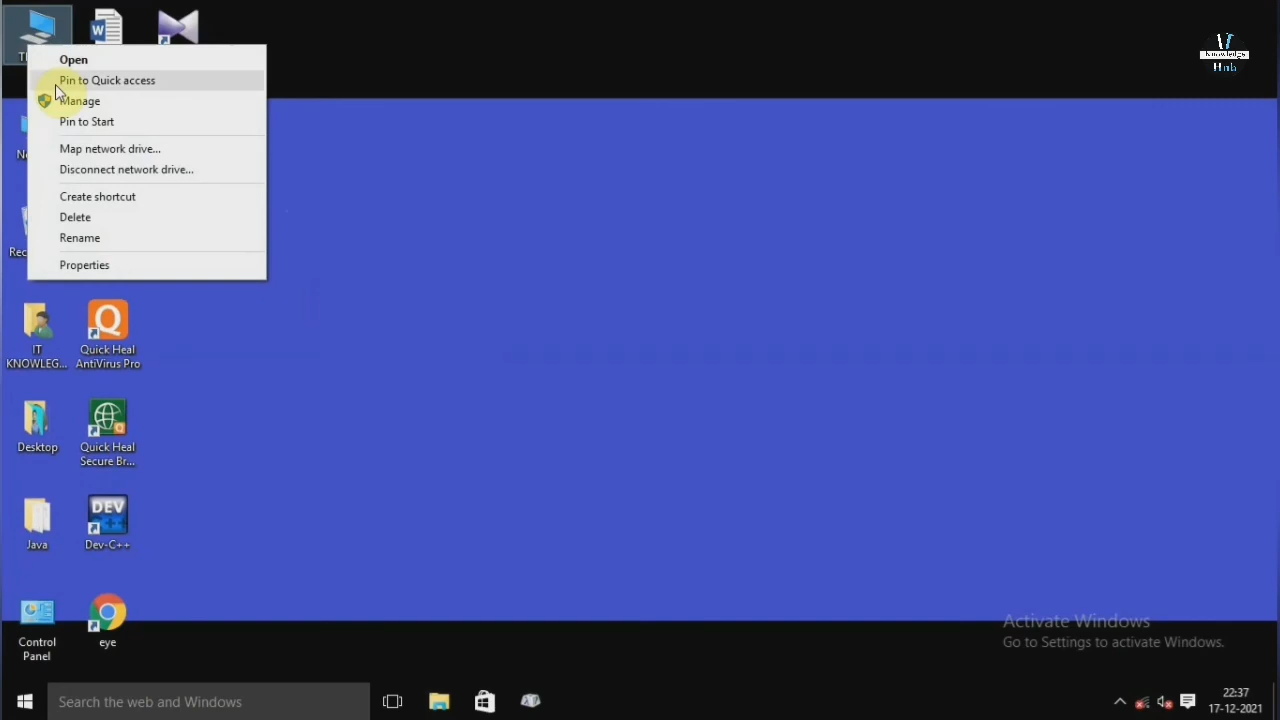 Open
Pin to Quick access
Manage
Pin to Start
Map network drive...
Disconnect network drive...
Create shortcut
Delete
Rename
Properties
IT
KNOWLEG...
Quick Heal
AntiVirus Pro
Desktop
Quick Heal
Secure Br...
Java
DEV
C++
Dev-C++
Control
Panel
eye
Knowledge
Hub
Activate Windows
Go to Settings to activate Windows.
Search the web and Windows
22:37
17-12-2021